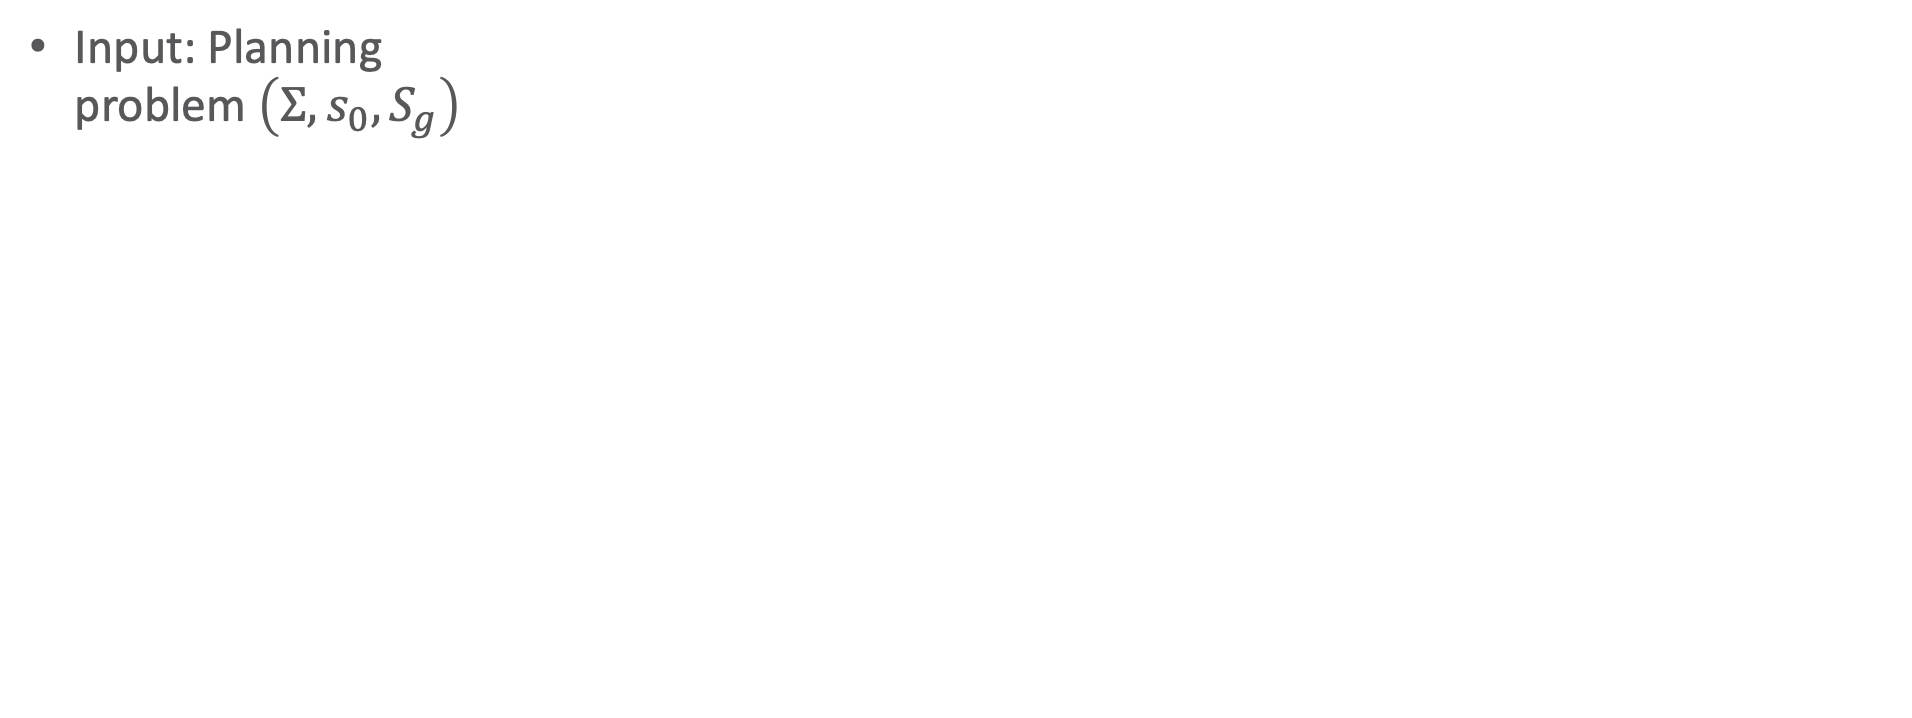 • Input: Planning
problem (Σ, s₀, S_g)